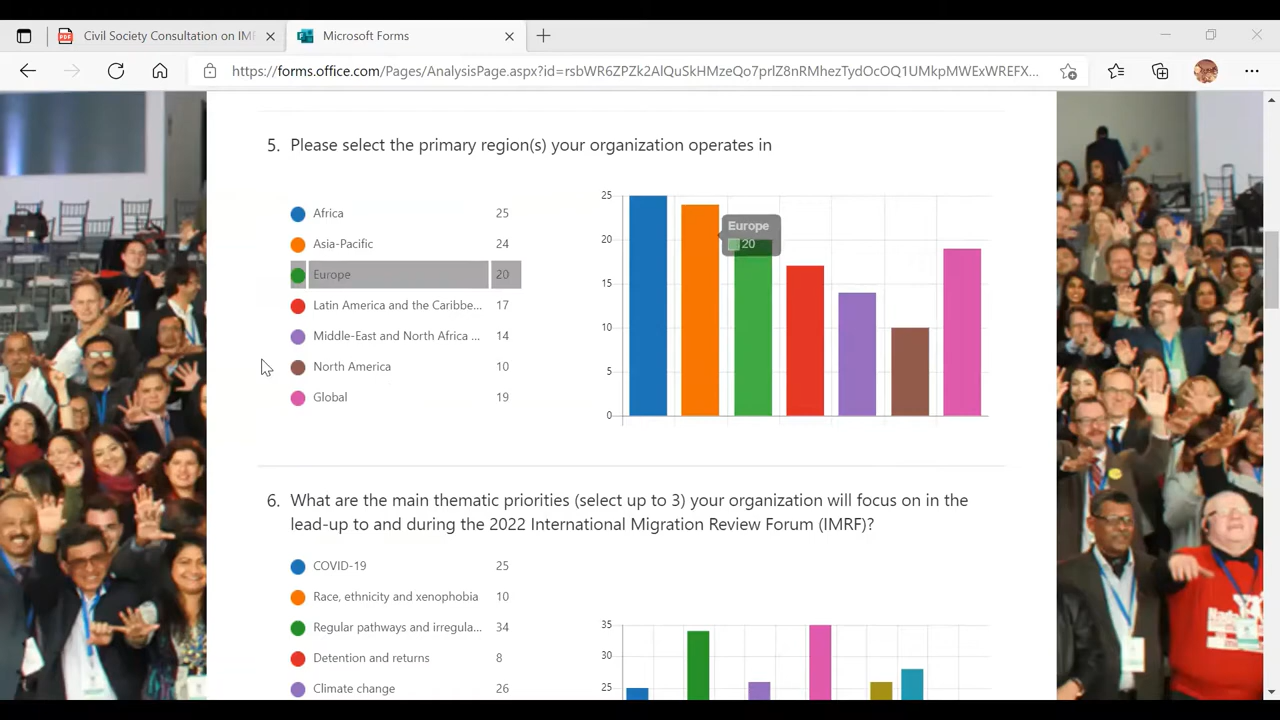 Civil Society Consultation on IMF
Microsoft Forms
https://forms.office.com/Pages/AnalysisPage.aspx?id=rsbWR6ZPZk2AlQuSkHMzeQo7prlZ8nRMhezTydOcOQ1UMkpMWExWREFX...
5. Please select the primary region(s) your organization operates in
Africa 25
Asia-Pacific 24
Europe 20
Latin America and the Caribbe... 17
Middle-East and North Africa ... 14
North America 10
Global 19
25
20
15
10
5
0
Europe
20
6. What are the main thematic priorities (select up to 3) your organization will focus on in the
lead-up to and during the 2022 International Migration Review Forum (IMRF)?
COVID-19 25
Race, ethnicity and xenophobia 10
Regular pathways and irregula... 34
Detention and returns 8
Climate change 26
35
30
25